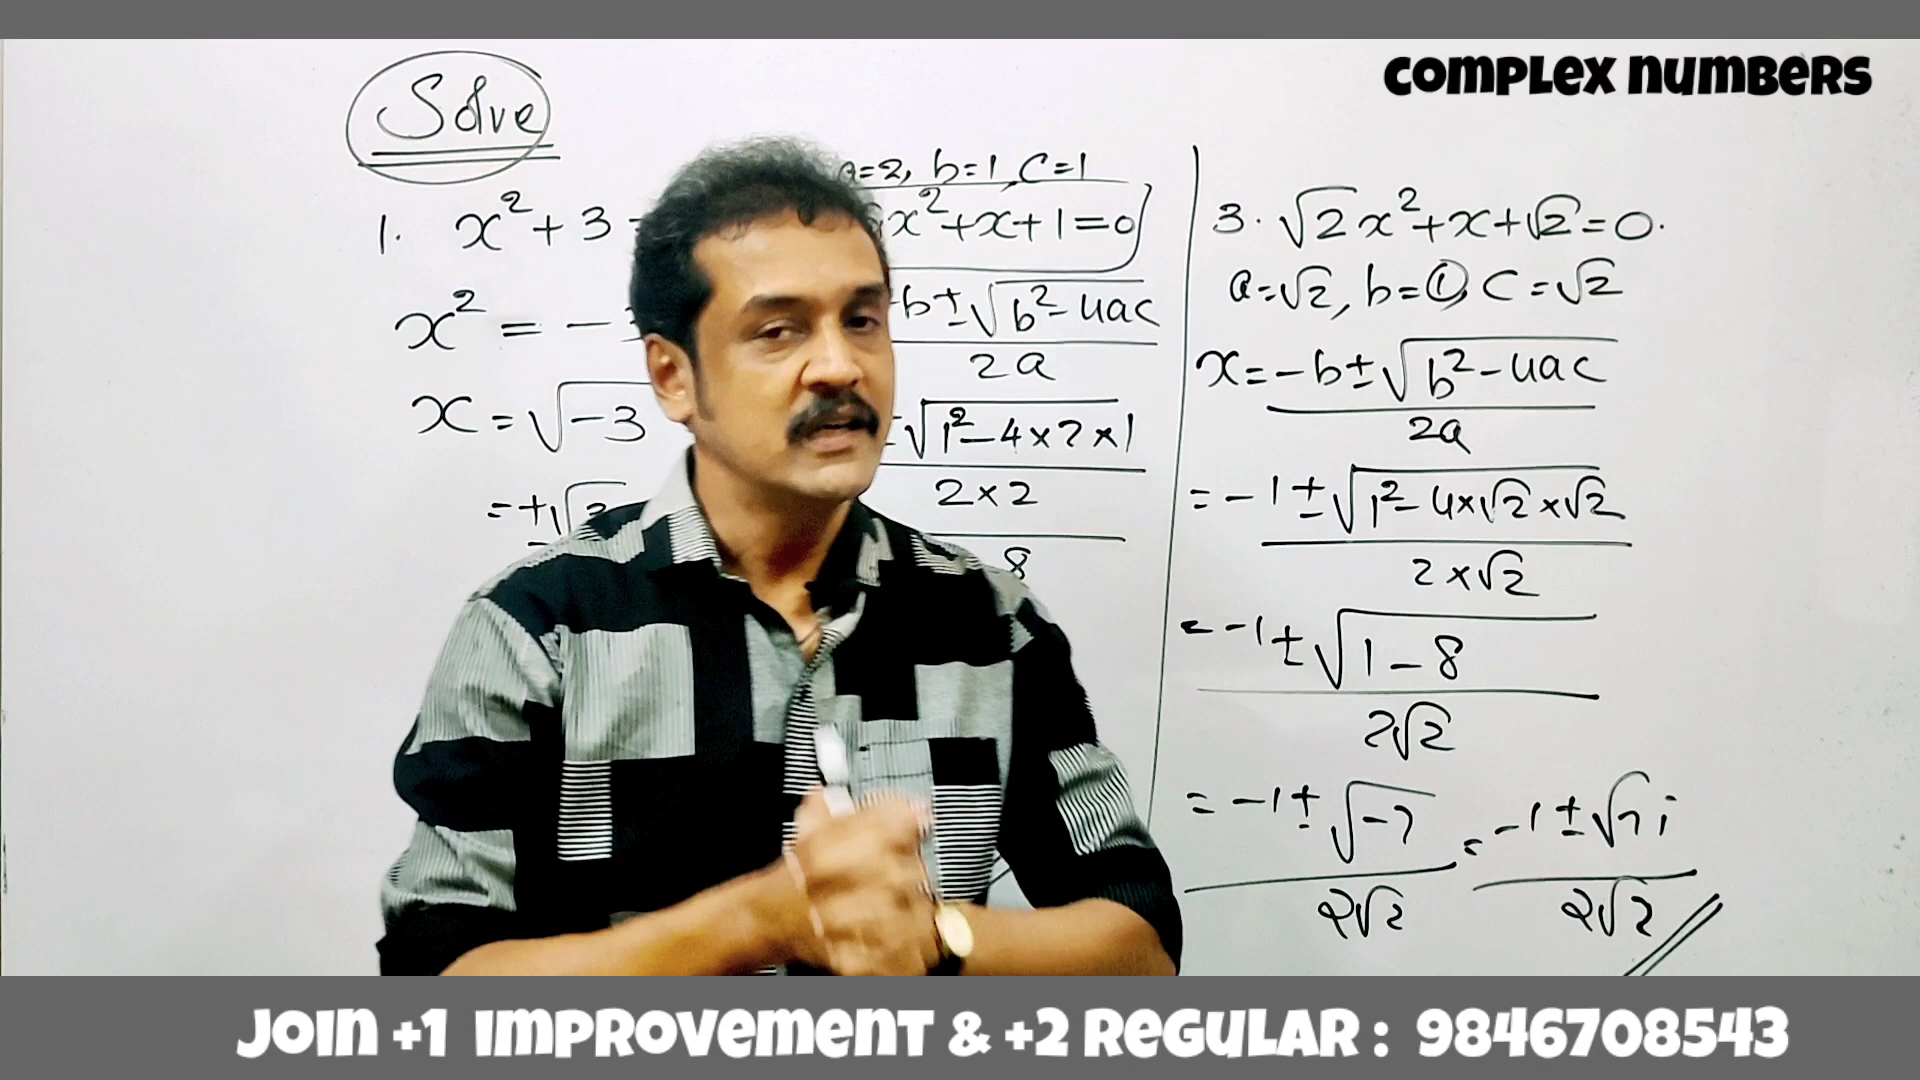 COMPLEX NUMBERS
Solve
1. x² + 3
x² = -
x = √-3
= ±√
a=2, b=1, C=1
x²+x+1=0
-b±√b²-4ac
2a
√1²-4×2×1
2×2
8
3. √2x²+x+√2=0.
a=√2, b=1, C=√2
x=-b±√b²-4ac
2a
= -1±√1²-4×√2×√2
2×√2
= -1±√1-8
2√2
= -1±√-7 = -1±√7i
2√2 2√2
JOIN +1 IMPROVEMENT & +2 REGULAR : 9846708543